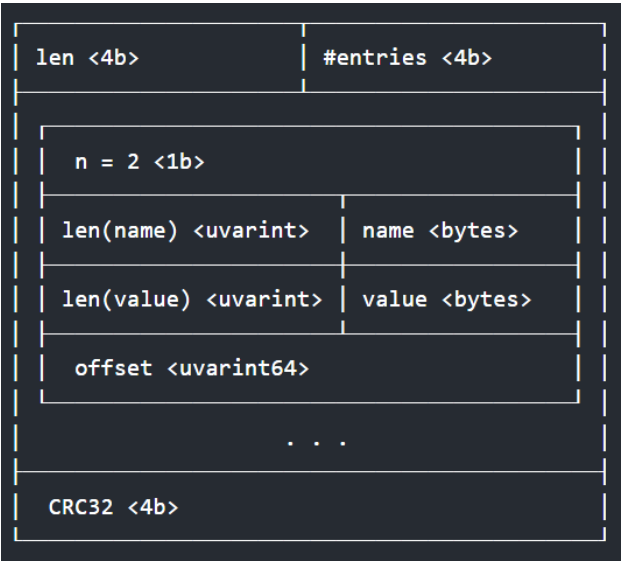 len <4b> #entries <4b>
n = 2 <1b>
len(name) <uvarint> name <bytes>
len(value) <uvarint> value <bytes>
offset <uvarint64>
. . .
CRC32 <4b>